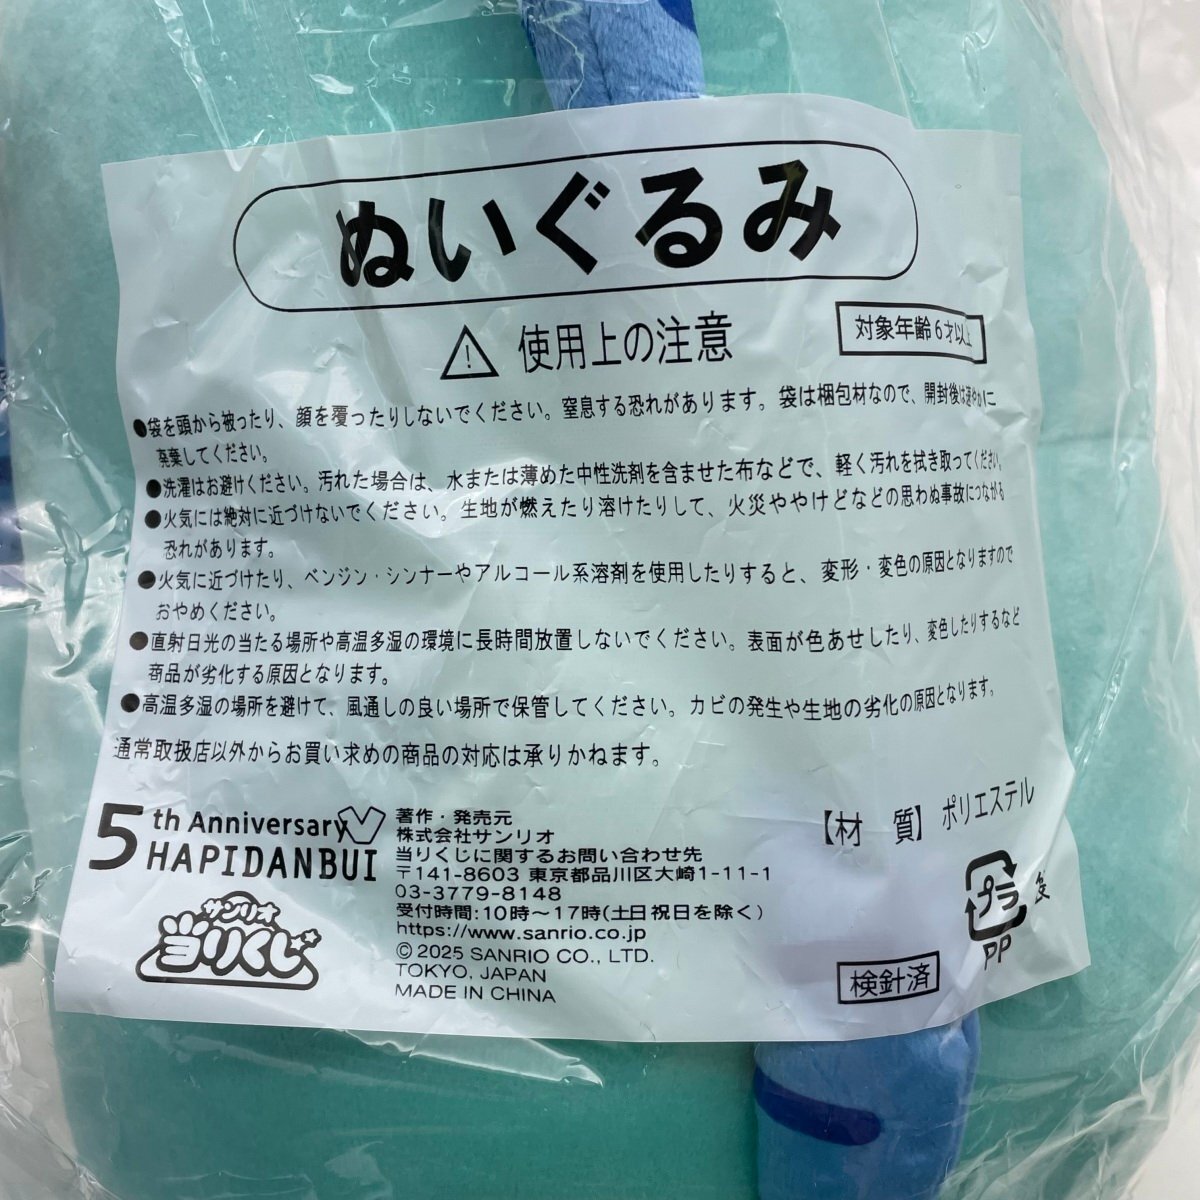 ぬいぐるみ
⚠ 使用上の注意
対象年齢6才以上
●袋を頭から被ったり、顔を覆ったりしないでください。窒息する恐れがあります。袋は梱包材なので、開封後は速やかに
廃棄してください。
●洗濯はお避けください。汚れた場合は、水または薄めた中性洗剤を含ませた布などで、軽く汚れを拭き取ってください。
●火気には絶対に近づけないでください。生地が燃えたり溶けたりして、火災ややけどなどの思わぬ事故につながる
恐れがあります。
●火気に近づけたり、ベンジン・シンナーやアルコール系溶剤を使用したりすると、変形・変色の原因となりますので
おやめください。
●直射日光の当たる場所や高温多湿の環境に長時間放置しないでください。表面が色あせしたり、変色したりするなど
商品が劣化する原因となります。
●高温多湿の場所を避けて、風通しの良い場所で保管してください。カビの発生や生地の劣化の原因となります。
通常取扱店以外からお買い求めの商品の対応は承りかねます。
【材 質】ポリエステル
5th Anniversary
HAPIDANBUI
サンリオ
当りくじ
著作・発売元
株式会社サンリオ
当りくじに関するお問い合わせ先
〒141-8603 東京都品川区大崎1-11-1
03-3779-8148
受付時間:10時〜17時(土日祝日を除く)
https://www.sanrio.co.jp
© 2025 SANRIO CO., LTD.
TOKYO, JAPAN
MADE IN CHINA
検針済
プラ
袋
PP